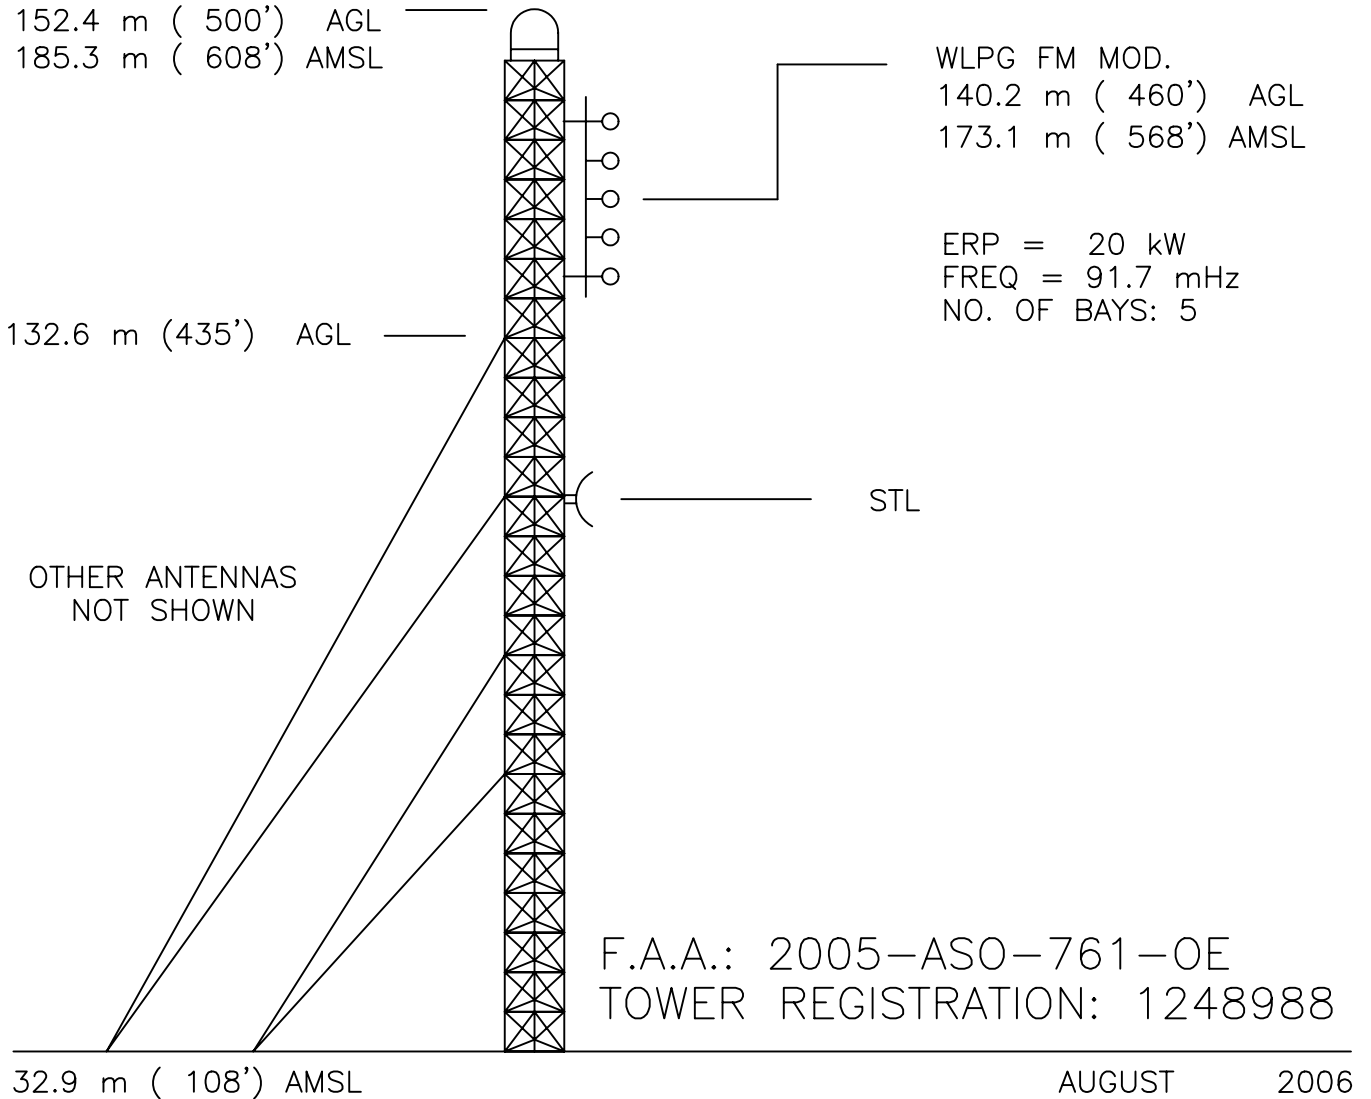 152.4 m ( 500') AGL
185.3 m ( 608') AMSL
WLPG FM MOD.
140.2 m ( 460') AGL
173.1 m ( 568') AMSL
ERP = 20 kW
FREQ = 91.7 mHz
NO. OF BAYS: 5
132.6 m (435') AGL
STL
OTHER ANTENNAS
NOT SHOWN
F.A.A.: 2005-ASO-761-OE
TOWER REGISTRATION: 1248988
32.9 m ( 108') AMSL
AUGUST 2006